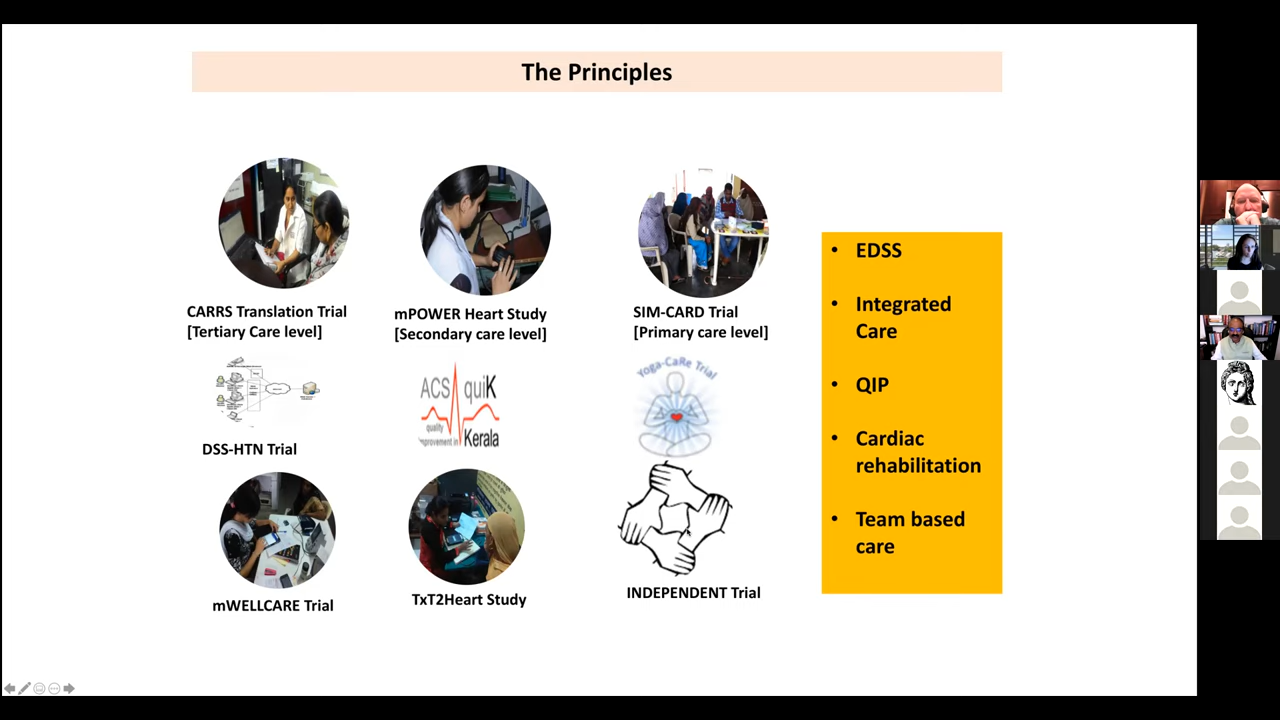 The Principles
CARRS Translation Trial
[Tertiary Care level]
mPOWER Heart Study
[Secondary care level]
SIM-CARD Trial
[Primary care level]
DSS-HTN Trial
ACS quiK
quality
improvement in Kerala
Yoga-CaRe Trial
mWELLCARE Trial
TxT2Heart Study
INDEPENDENT Trial
• EDSS
• Integrated
Care
• QIP
• Cardiac
rehabilitation
• Team based
care